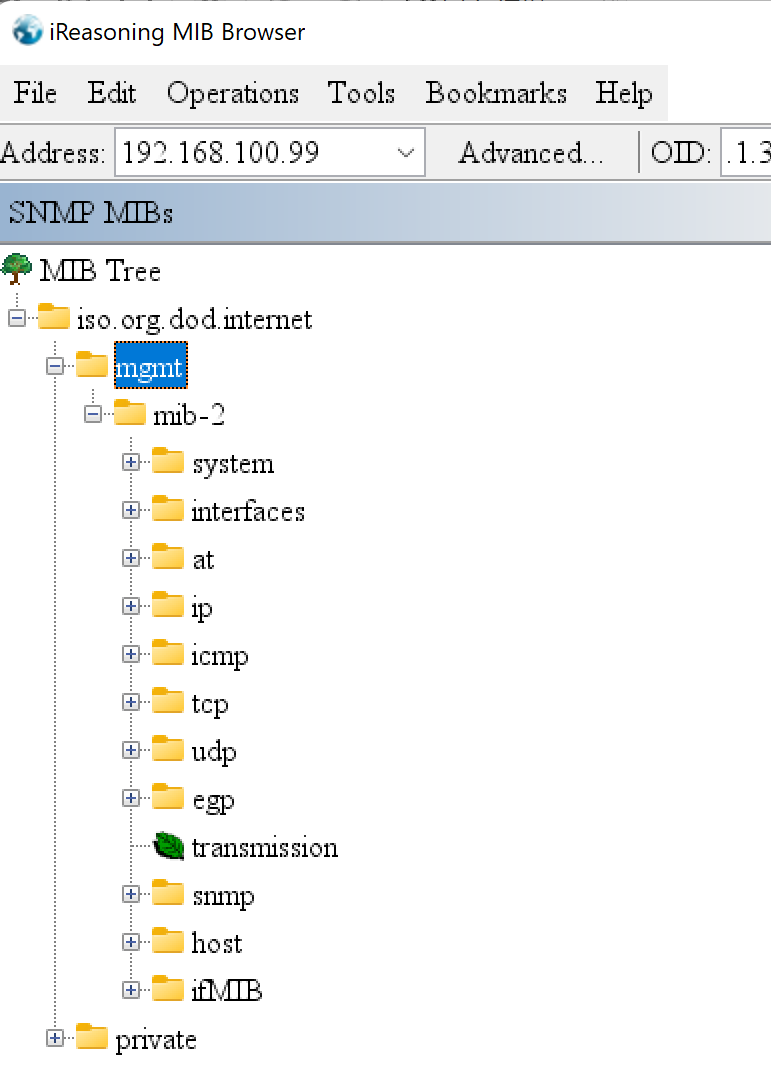 iReasoning MIB Browser
File Edit Operations Tools Bookmarks Help
Address: 192.168.100.99 Advanced... OID: .1.3
SNMP MIBs
MIB Tree
iso.org.dod.internet
mgmt
mib-2
system
interfaces
at
ip
icmp
tcp
udp
egp
transmission
snmp
host
ifMIB
private